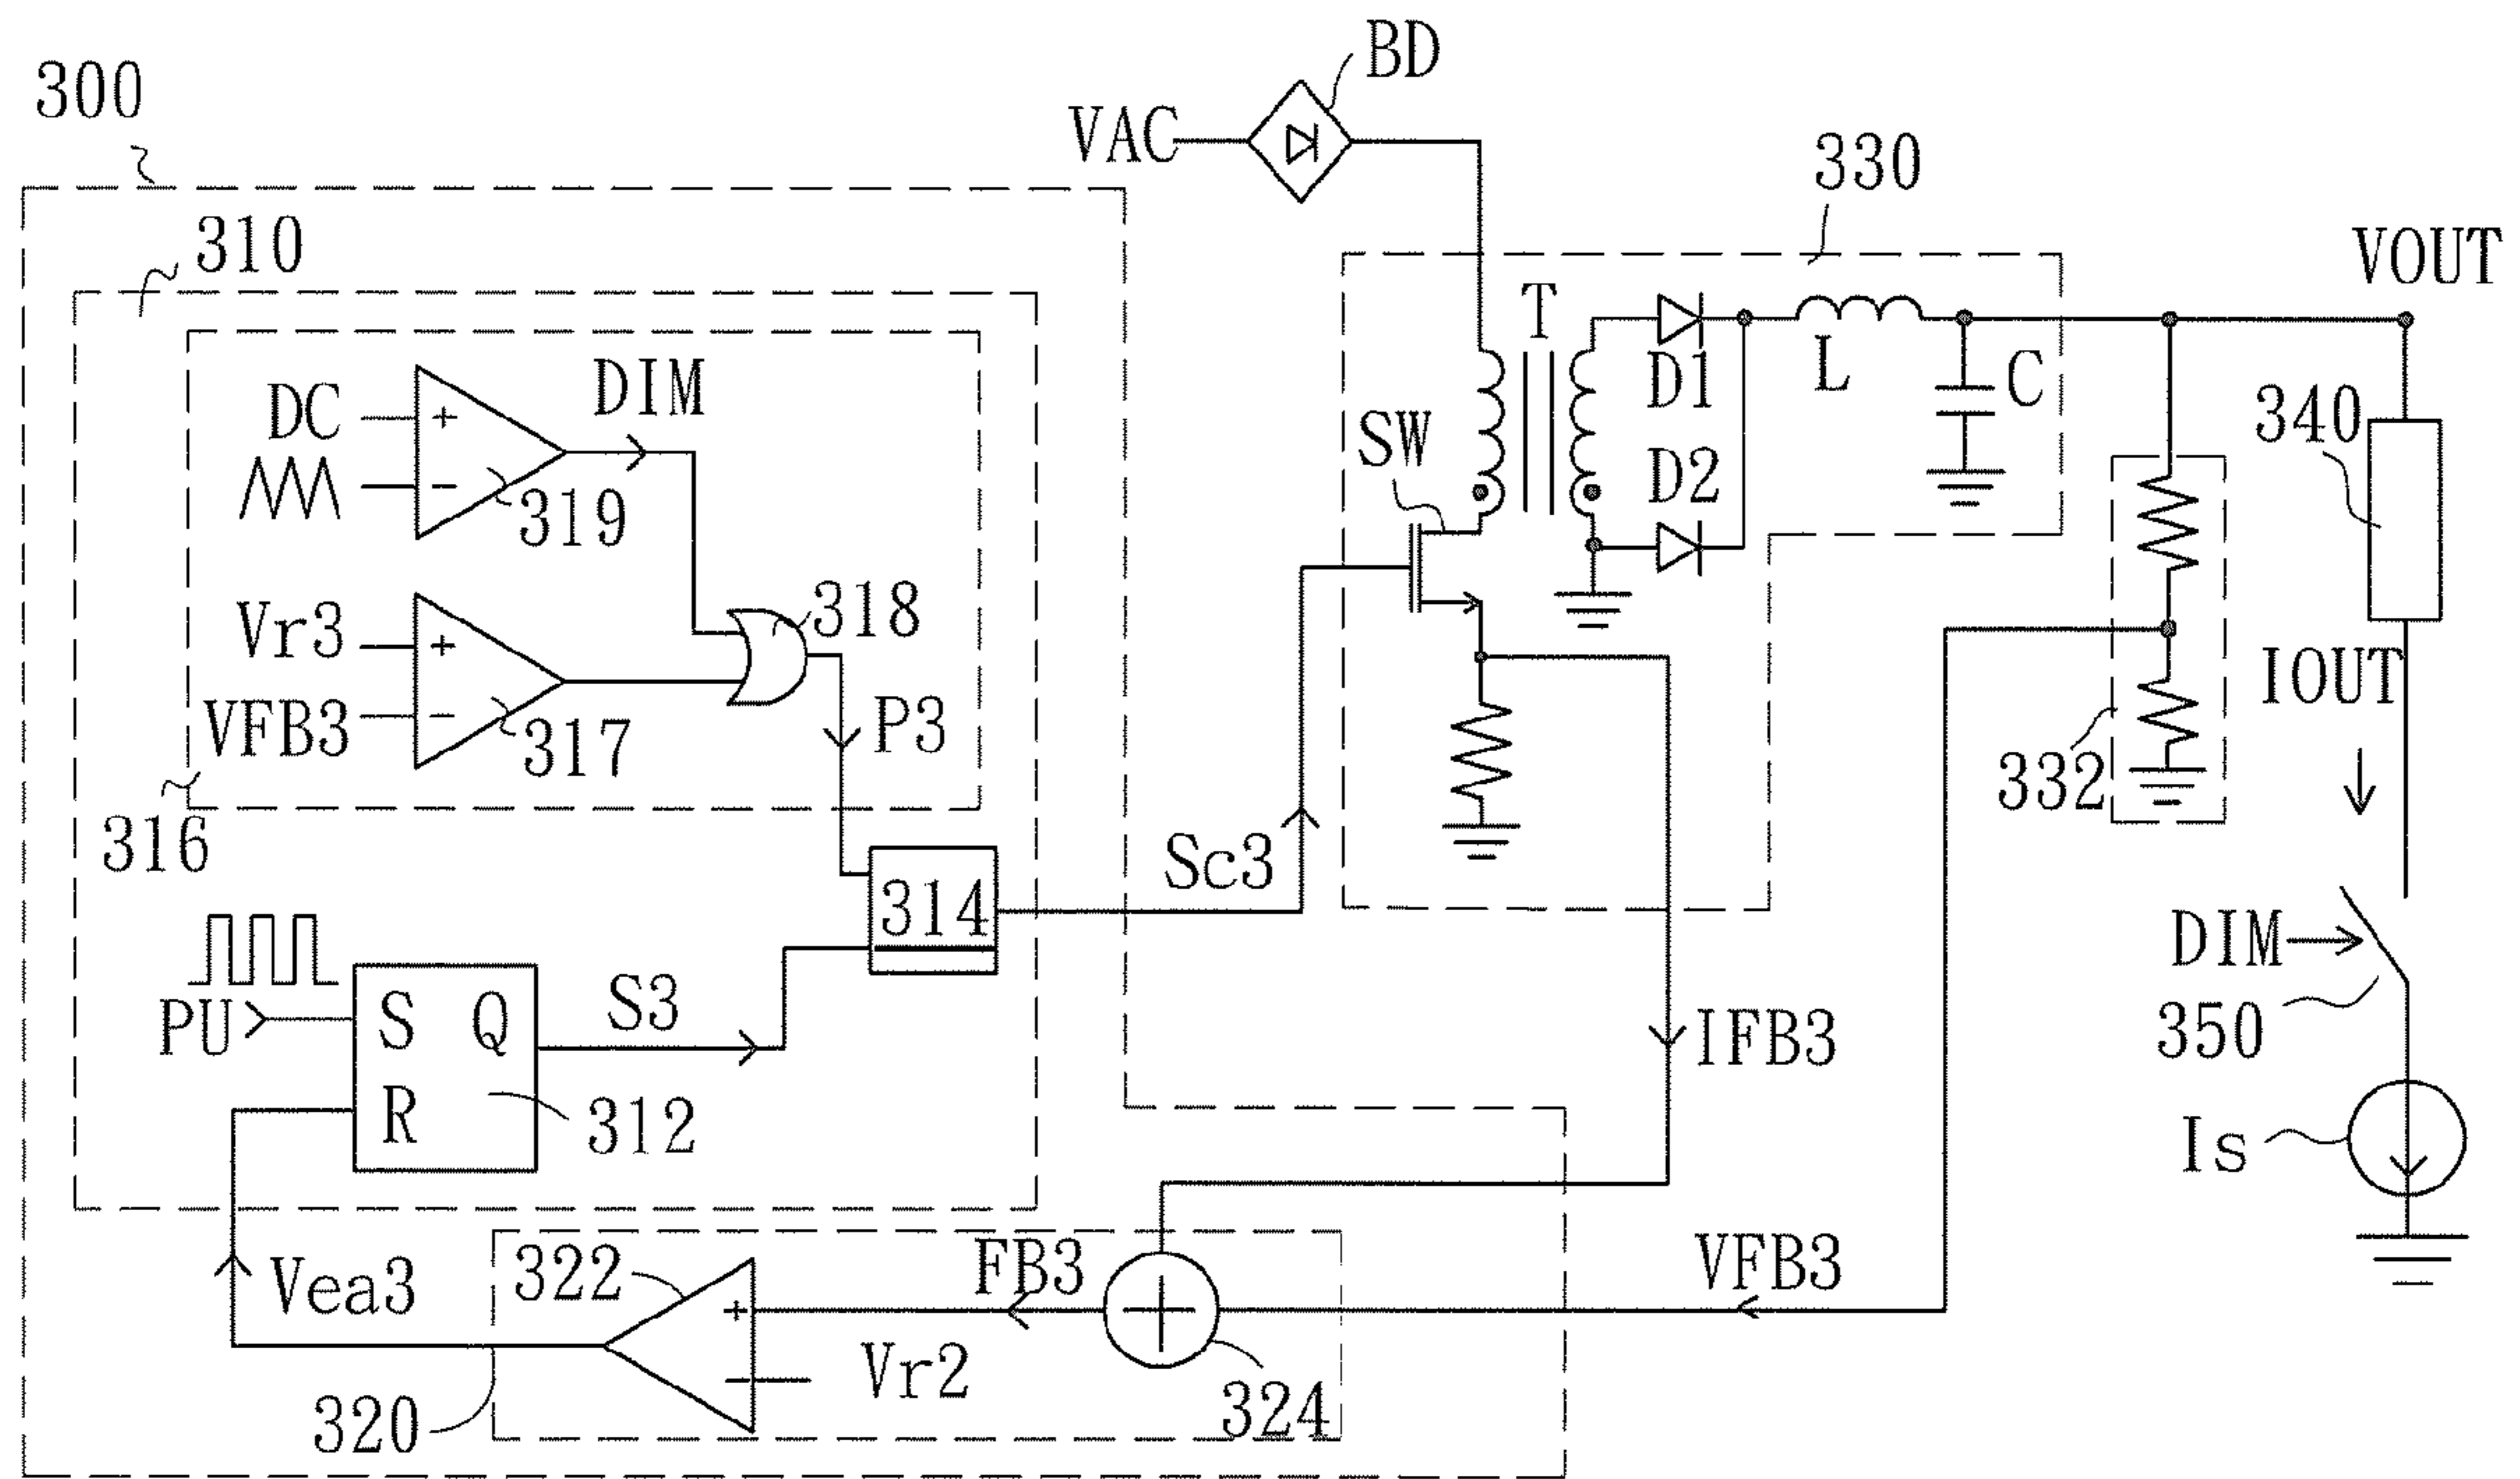 300
BD
VAC
330
310
VOUT
T
DIM
D1
L
C
DC
+
−
319
SW
340
D2
318
Vr3
+
VFB3
−
317
P3
IOUT
332
316
Sc3
314
DIM
PU
S Q
R
S3
312
IFB3
350
Is
Vea3
322
FB3
VFB3
+
−
Vr2
320
324